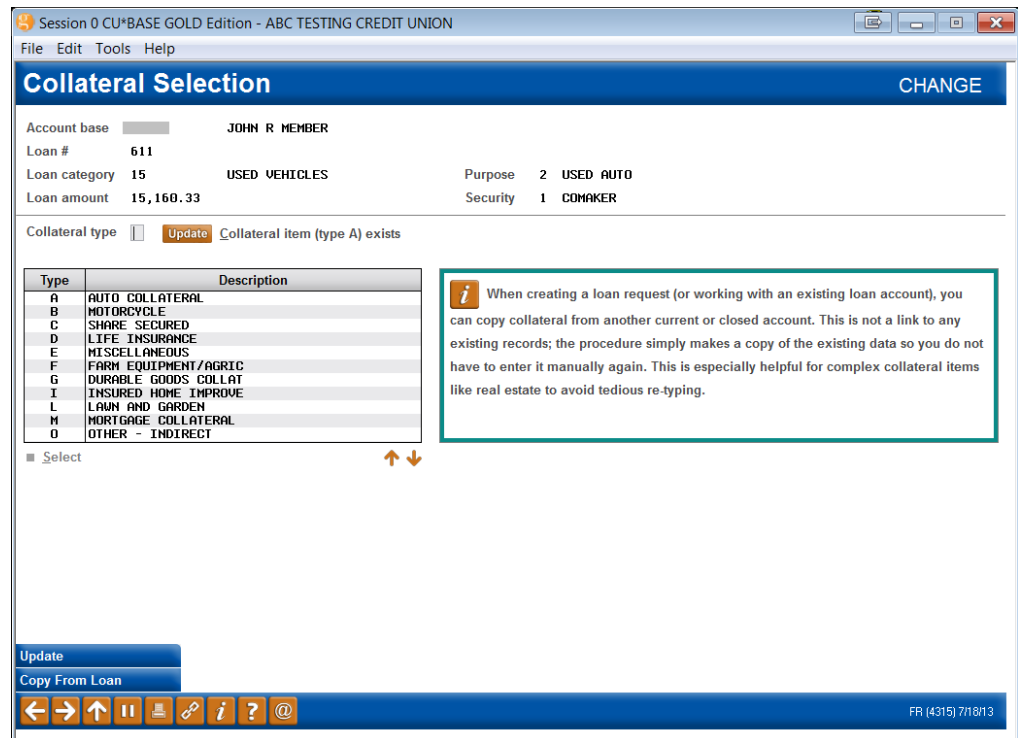 Session 0 CU*BASE GOLD Edition - ABC TESTING CREDIT UNION
File Edit Tools Help
Collateral Selection CHANGE
Account base JOHN R MEMBER
Loan # 611
Loan category 15 USED VEHICLES Purpose 2 USED AUTO
Loan amount 15,160.33 Security 1 COMAKER
Collateral type Update Collateral item (type A) exists
Type Description
A AUTO COLLATERAL
B MOTORCYCLE
C SHARE SECURED
D LIFE INSURANCE
E MISCELLANEOUS
F FARM EQUIPMENT/AGRIC
G DURABLE GOODS COLLAT
I INSURED HOME IMPROVE
L LAWN AND GARDEN
M MORTGAGE COLLATERAL
O OTHER - INDIRECT
Select
i When creating a loan request (or working with an existing loan account), you
can copy collateral from another current or closed account. This is not a link to any
existing records; the procedure simply makes a copy of the existing data so you do not
have to enter it manually again. This is especially helpful for complex collateral items
like real estate to avoid tedious re-typing.
Update
Copy From Loan
i ? @ FR (4315) 7/18/13